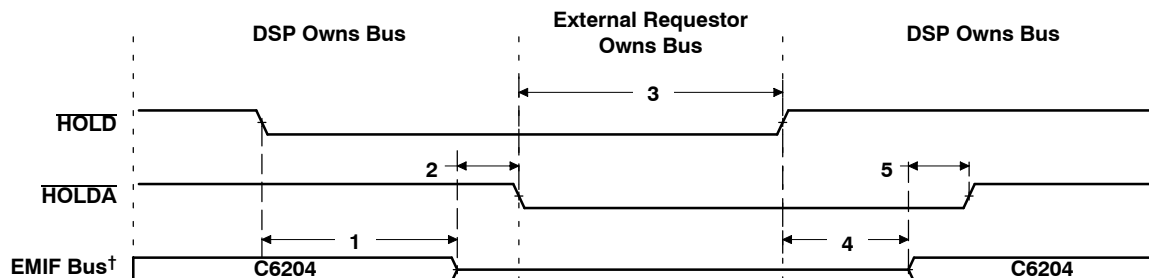 DSP Owns Bus
External Requestor
Owns Bus
DSP Owns Bus
3
HOLD
2
5
HOLDA
1
4
EMIF Bus†
C6204
C6204